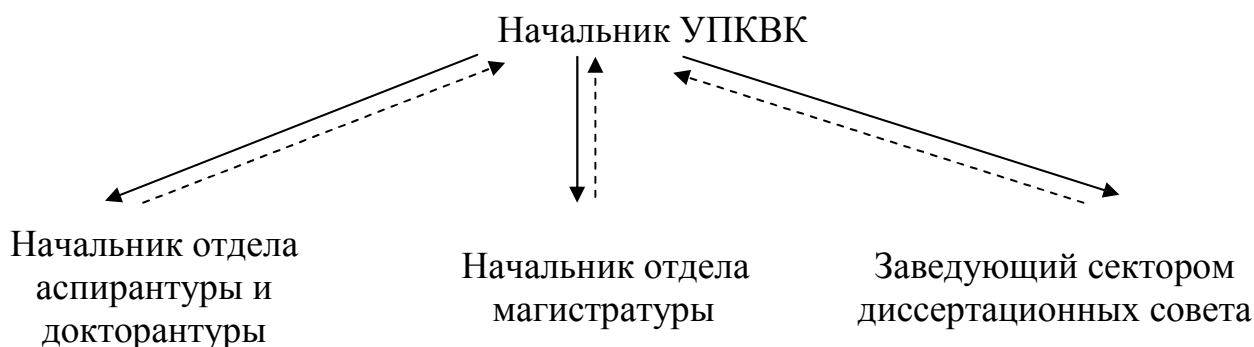 Начальник УПКВК
Начальник отдела
аспирантуры и
докторантуры
Начальник отдела
магистратуры
Заведующий сектором
диссертационных совета